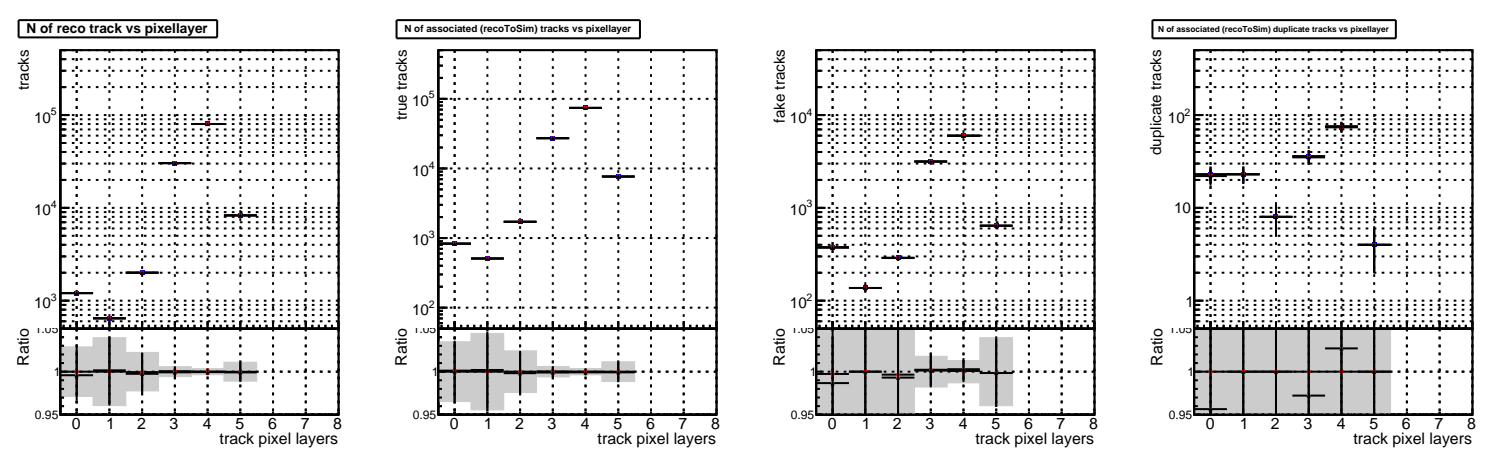 N of reco track vs pixellayer
tracks
10^5
10^4
10^3
1.05
Ratio
1
0.95
0 1 2 3 4 5 6 7 8
track pixel layers
N of associated (recoToSim) tracks vs pixellayer
true tracks
10^5
10^4
10^3
10^2
1.05
Ratio
1
0.95
0 1 2 3 4 5 6 7 8
track pixel layers
fake tracks
10^4
10^3
10^2
1.05
Ratio
1
0.95
0 1 2 3 4 5 6 7 8
track pixel layers
N of associated (recoToSim) duplicate tracks vs pixellayer
duplicate tracks
10^2
10
1
1.05
Ratio
1
0.95
0 1 2 3 4 5 6 7 8
track pixel layers